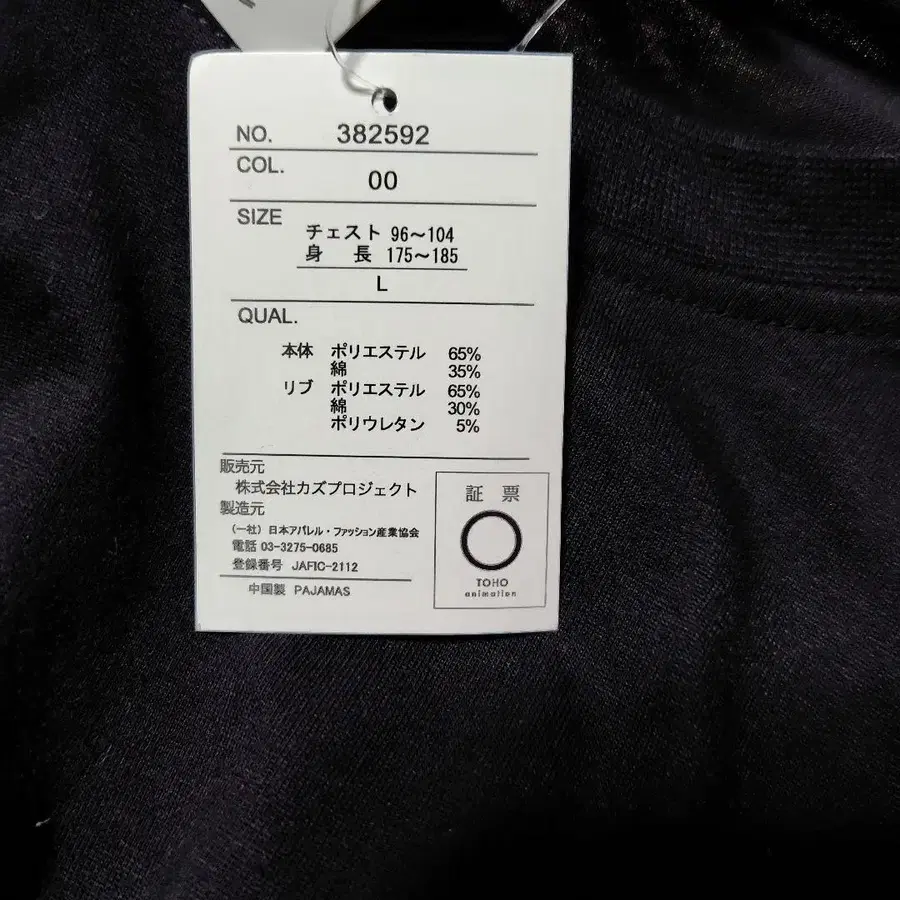 NO. 382592
COL. 00
SIZE
チェスト 96～104
身 長 175～185
L
QUAL.
本体 ポリエステル 65%
綿 35%
リブ ポリエステル 65%
綿 30%
ポリウレタン 5%
販売元
株式会社カズプロジェクト
製造元
(一社) 日本アパレル・ファッション産業協会
電話 03-3275-0685
登録番号 JAFIC-2112
中国製 PAJAMAS
証 票
TOHO
animation